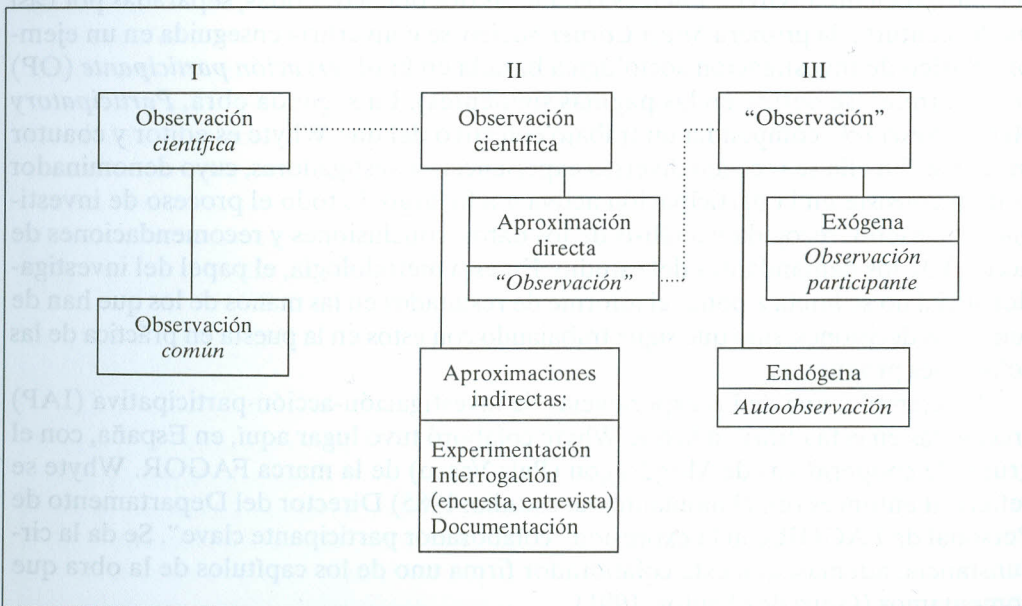 I
Observación
científica
Observación
común
II
Observación
científica
Aproximación
directa
“Observación”
Aproximaciones
indirectas:
Experimentación
Interrogación
(encuesta, entrevista)
Documentación
III
“Observación”
Exógena
Observación
participante
Endógena
Autoobservación